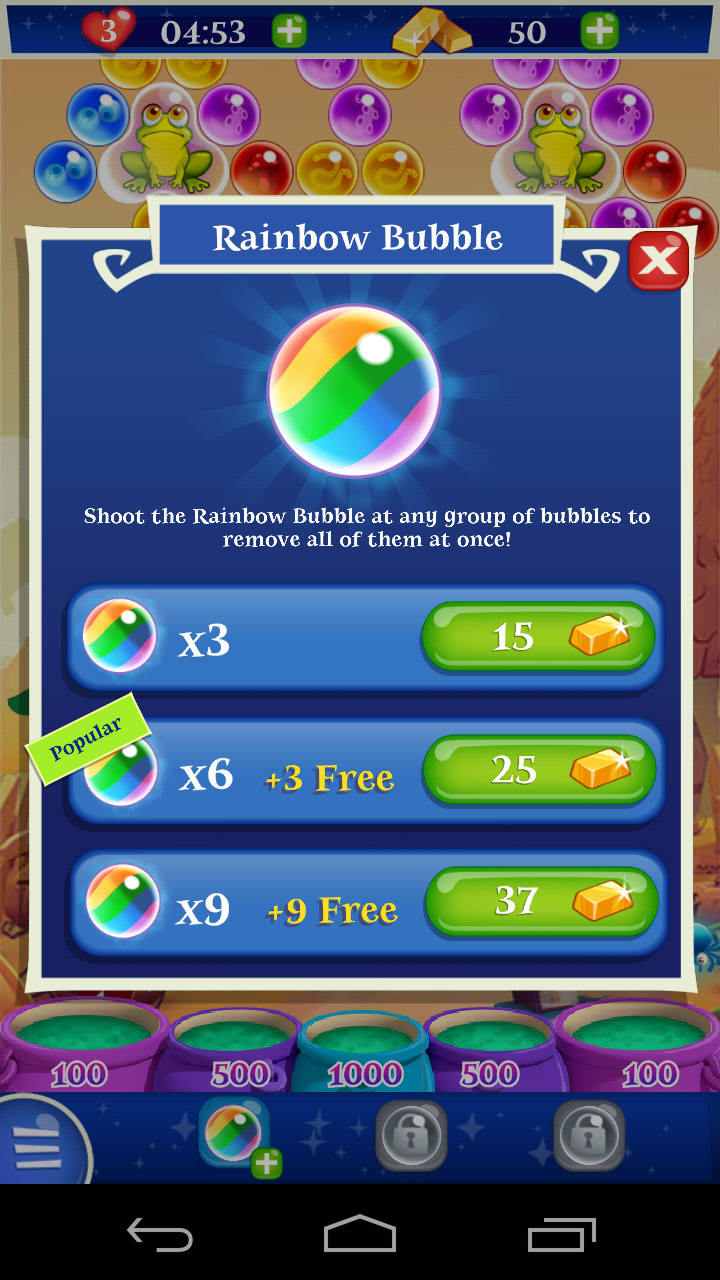 3 04:53 50
Rainbow Bubble
Shoot the Rainbow Bubble at any group of bubbles to
remove all of them at once!
x3 15
Popular
x6 +3 Free 25
x9 +9 Free 37
100 500 1000 500 100